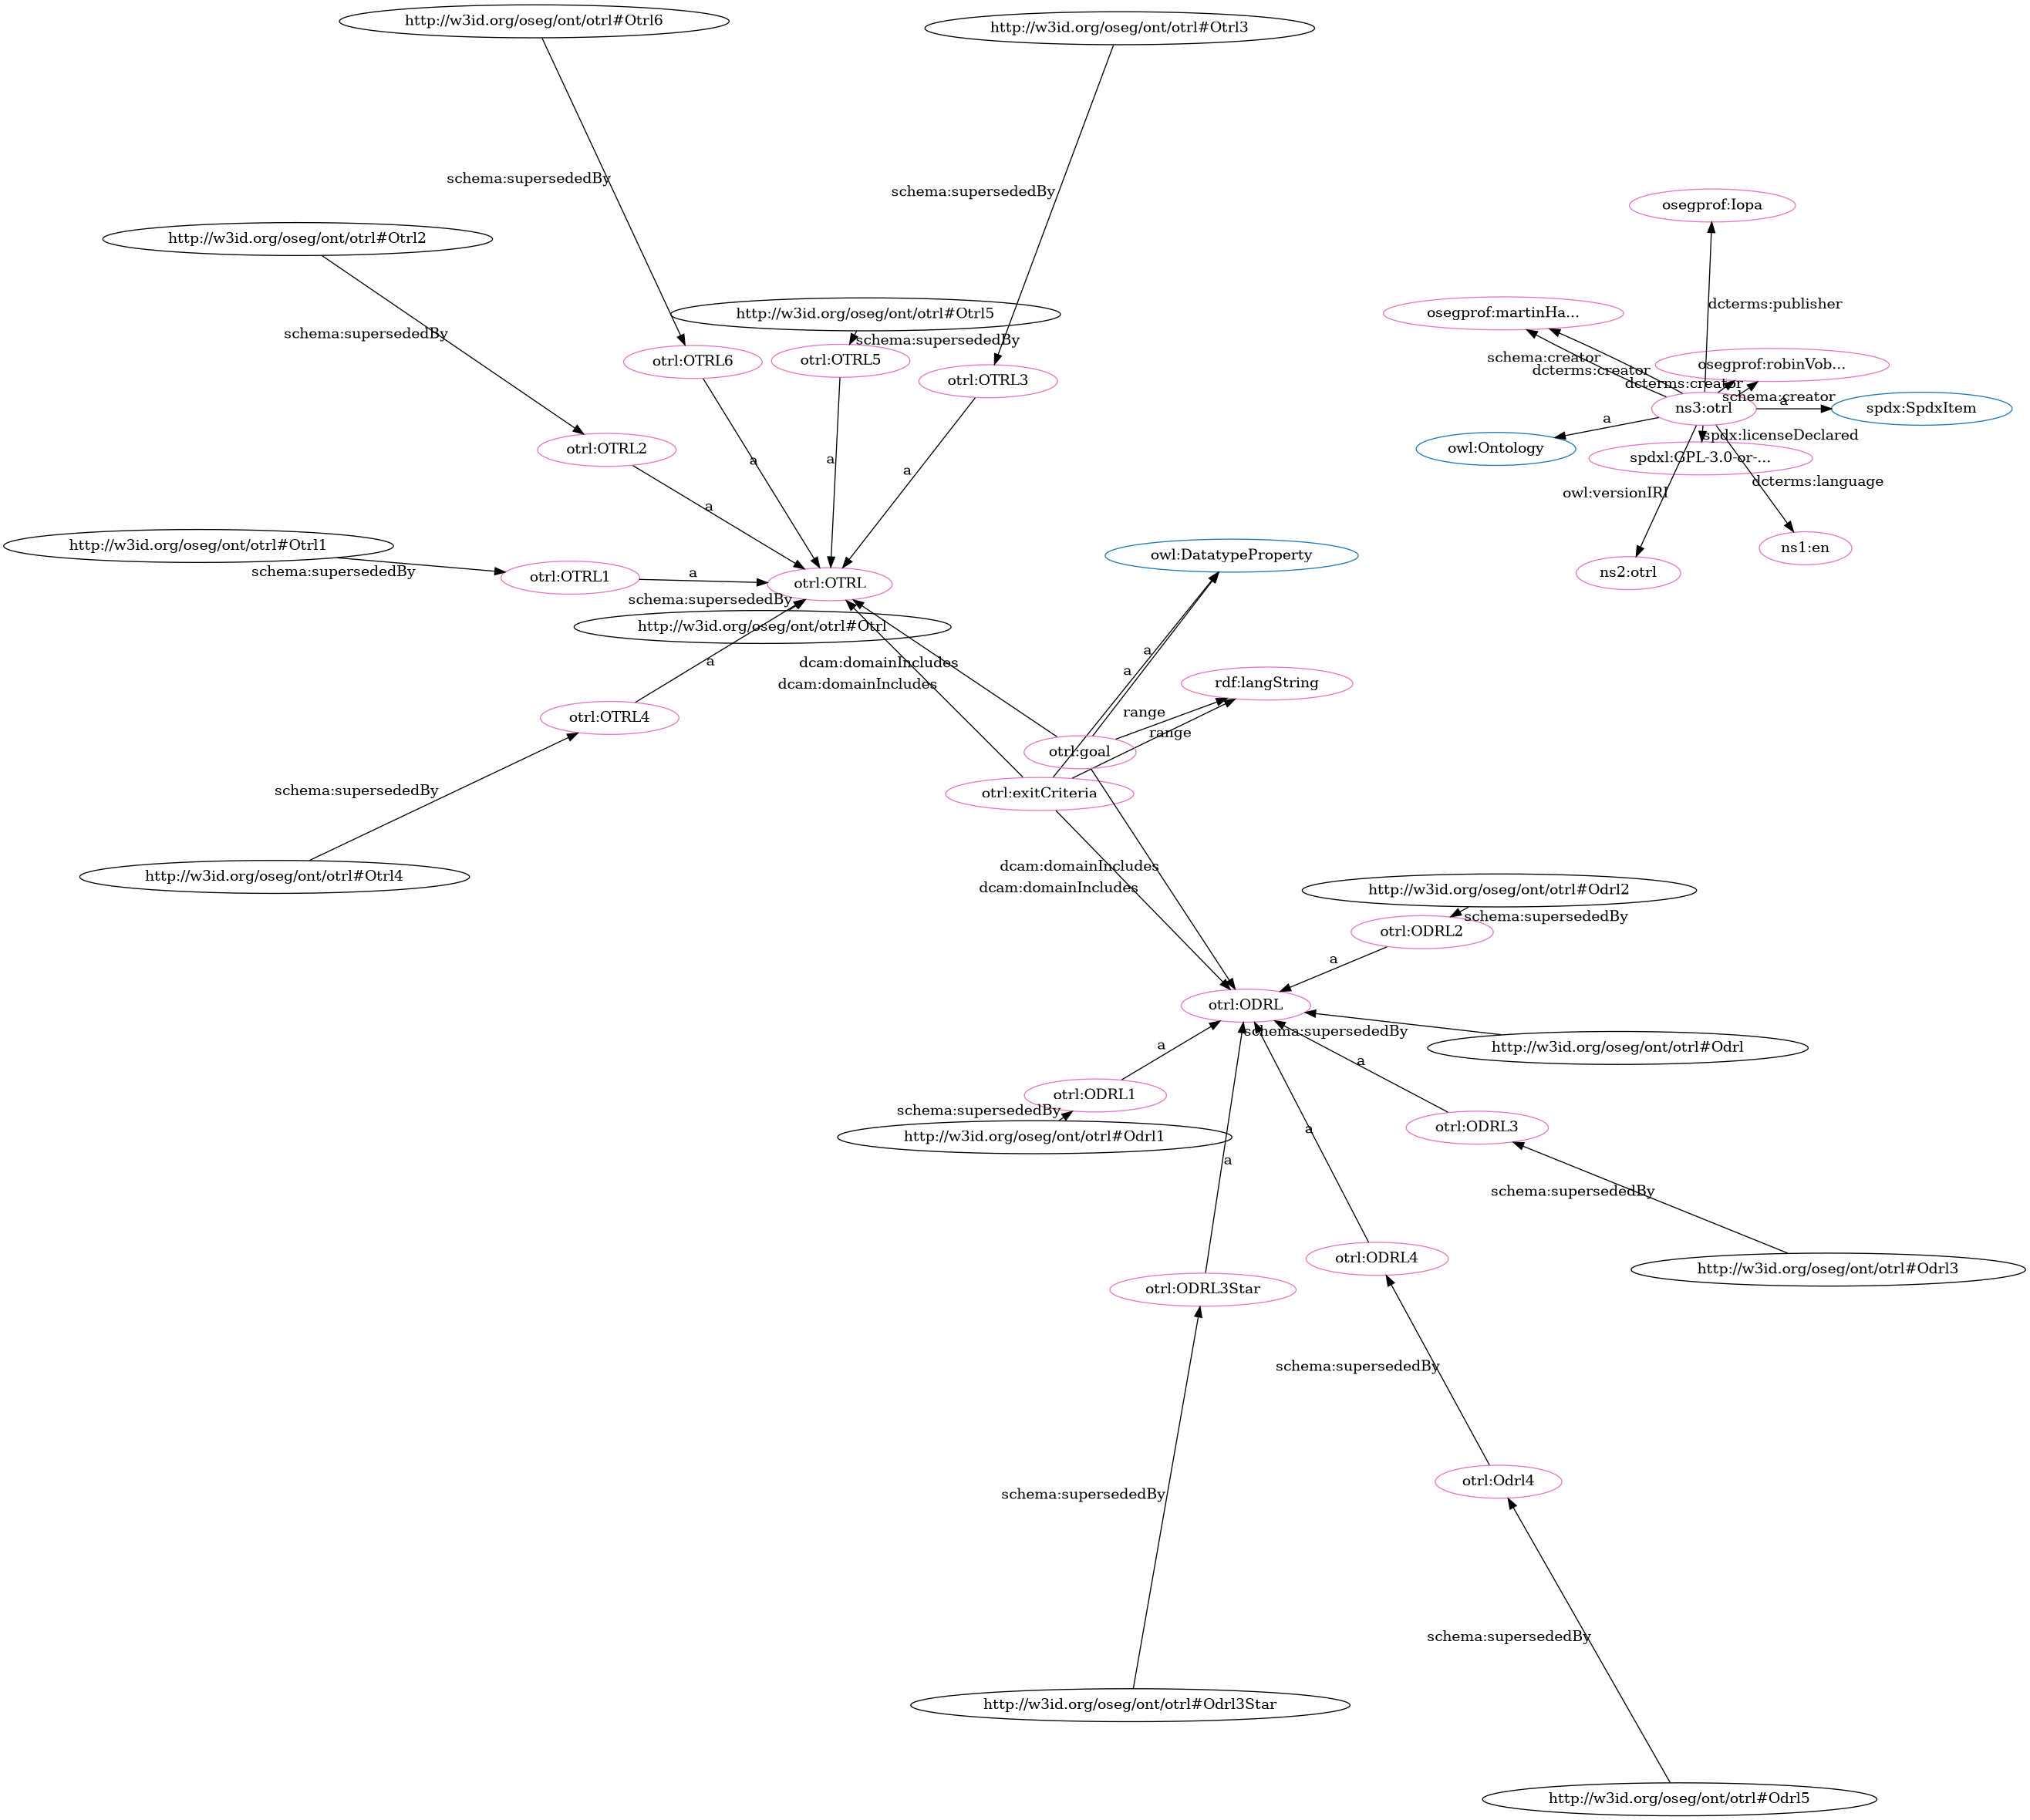 http://w3id.org/oseg/ont/otrl#Otrl6
http://w3id.org/oseg/ont/otrl#Otrl3
schema:supersededBy
schema:supersededBy
osegprof:Iopa
http://w3id.org/oseg/ont/otrl#Otrl2
dcterms:publisher
http://w3id.org/oseg/ont/otrl#Otrl5
osegprof:martinHa...
schema:supersededBy
schema:supersededBy
otrl:OTRL6
otrl:OTRL5
otrl:OTRL3
schema:creator
dcterms:creator
osegprof:robinVob...
dcterms:creator
schema:creator
ns3:otrl
a
spdx:SpdxItem
a
owl:Ontology
spdx:licenseDeclared
spdxl:GPL-3.0-or-...
otrl:OTRL2
a
a
a
dcterms:language
owl:versionIRI
a
http://w3id.org/oseg/ont/otrl#Otrl1
schema:supersededBy
otrl:OTRL1
a
otrl:OTRL
owl:DatatypeProperty
ns1:en
ns2:otrl
schema:supersededBy
http://w3id.org/oseg/ont/otrl#Otrl
a
dcam:domainIncludes
dcam:domainIncludes
a
a
rdf:langString
otrl:OTRL4
range
range
otrl:goal
otrl:exitCriteria
schema:supersededBy
http://w3id.org/oseg/ont/otrl#Otrl4
dcam:domainIncludes
dcam:domainIncludes
http://w3id.org/oseg/ont/otrl#Odrl2
schema:supersededBy
otrl:ODRL2
a
otrl:ODRL
schema:supersededBy
http://w3id.org/oseg/ont/otrl#Odrl
a
a
otrl:ODRL1
schema:supersededBy
http://w3id.org/oseg/ont/otrl#Odrl1
otrl:ODRL3
a
a
schema:supersededBy
otrl:ODRL4
http://w3id.org/oseg/ont/otrl#Odrl3
otrl:ODRL3Star
schema:supersededBy
otrl:Odrl4
schema:supersededBy
schema:supersededBy
http://w3id.org/oseg/ont/otrl#Odrl3Star
http://w3id.org/oseg/ont/otrl#Odrl5